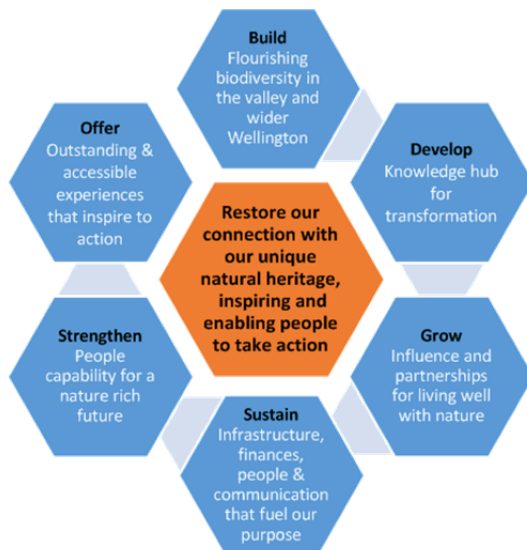 Build
Flourishing
biodiversity in
the valley and
wider
Wellington
Develop
Knowledge hub
for
transformation
Grow
Influence and
partnerships
for living well
with nature
Sustain
Infrastructure,
finances,
people &
communication
that fuel our
purpose
Strengthen
People
capability for a
nature rich
future
Offer
Outstanding &
accessible
experiences
that inspire to
action
Restore our
connection with
our unique
natural heritage,
inspiring and
enabling people
to take action